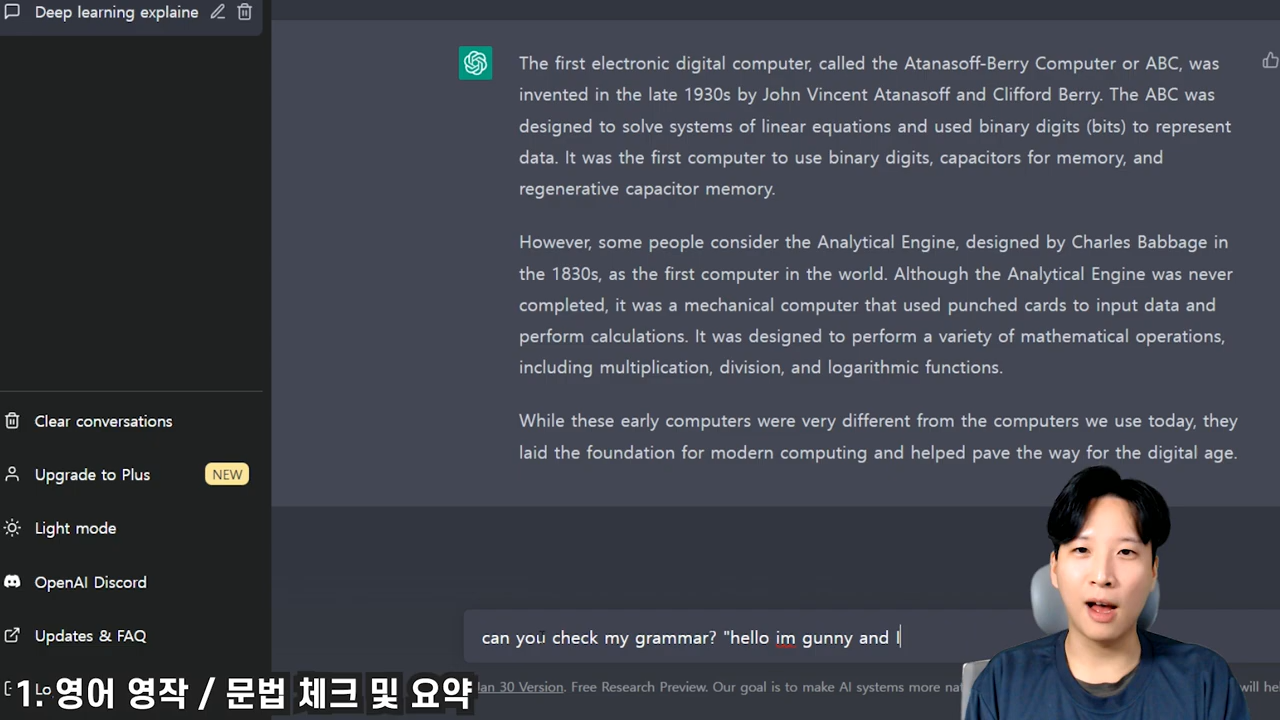 Deep learning explaine
The first electronic digital computer, called the Atanasoff-Berry Computer or ABC, was
invented in the late 1930s by John Vincent Atanasoff and Clifford Berry. The ABC was
designed to solve systems of linear equations and used binary digits (bits) to represent
data. It was the first computer to use binary digits, capacitors for memory, and
regenerative capacitor memory.
However, some people consider the Analytical Engine, designed by Charles Babbage in
the 1830s, as the first computer in the world. Although the Analytical Engine was never
completed, it was a mechanical computer that used punched cards to input data and
perform calculations. It was designed to perform a variety of mathematical operations,
including multiplication, division, and logarithmic functions.
While these early computers were very different from the computers we use today, they
laid the foundation for modern computing and helped pave the way for the digital age.
Clear conversations
Upgrade to Plus NEW
Light mode
OpenAI Discord
Updates & FAQ
Lo
can you check my grammar? "hello im gunny and I
Jan 30 Version. Free Research Preview. Our goal is to make AI systems more na
will he
1. 영어 영작 / 문법 체크 및 요약